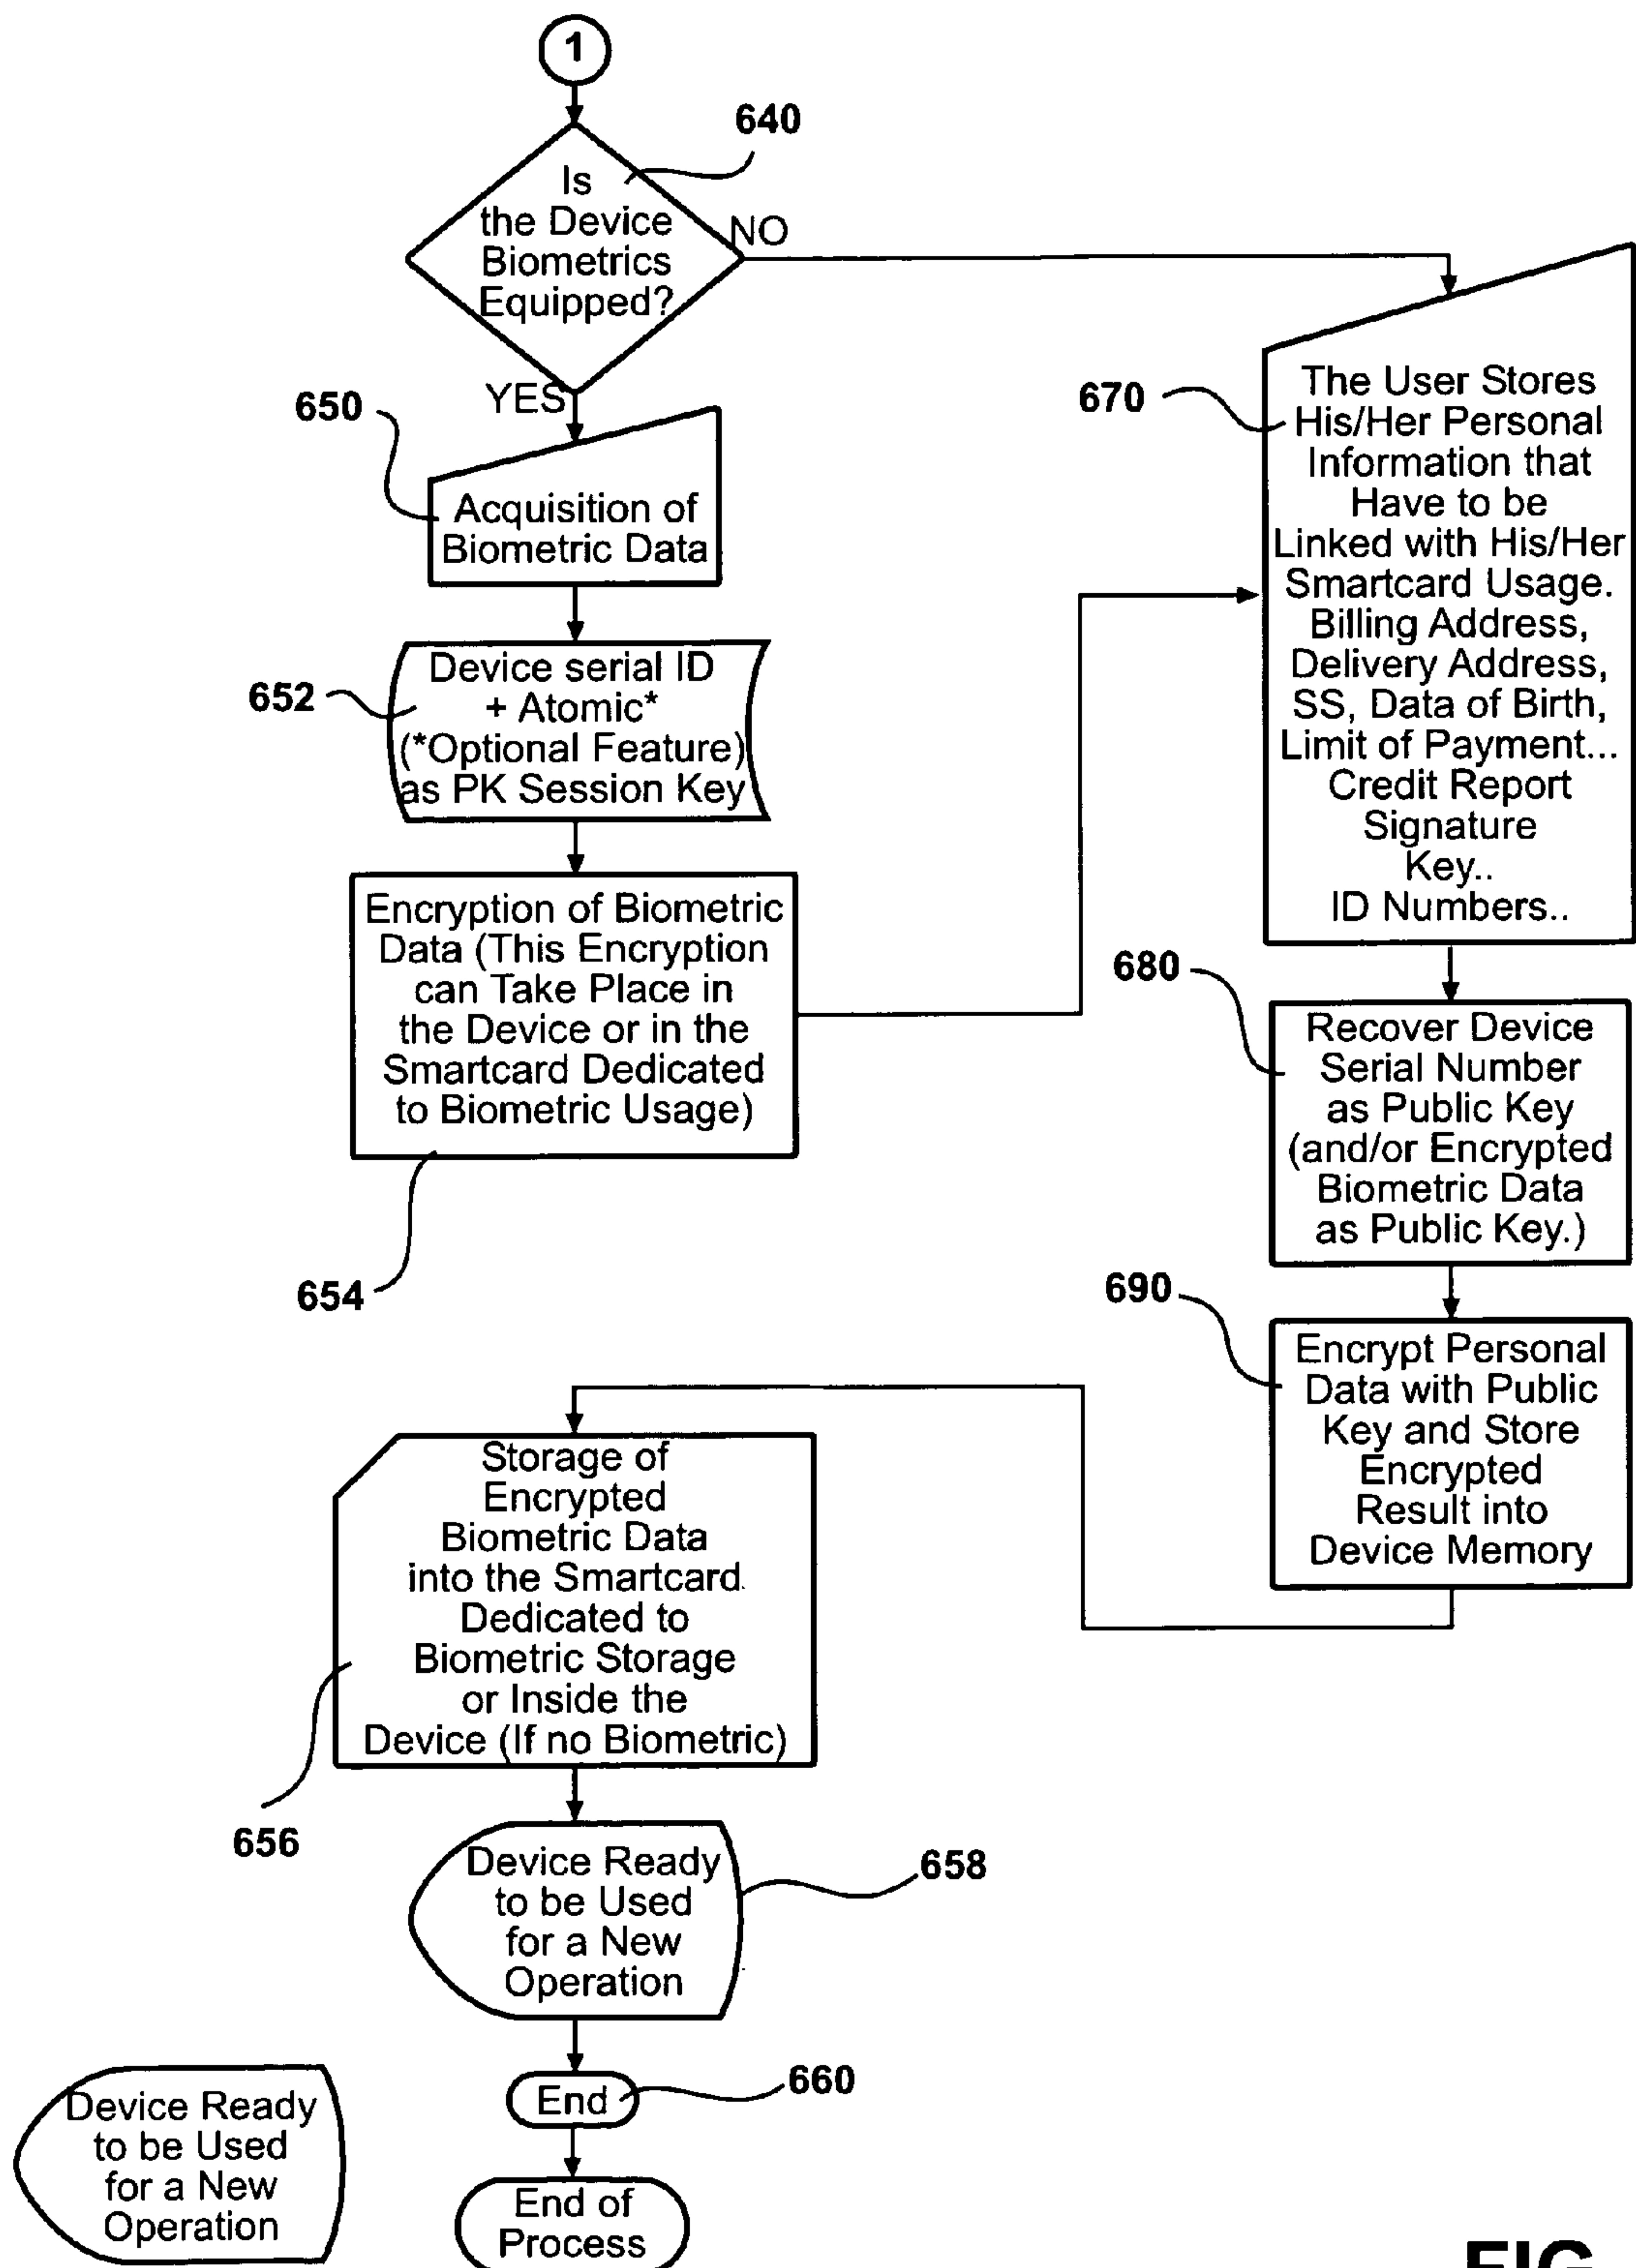 1
640
Is
the Device
Biometrics
Equipped?
NO
YES
650
Acquisition of
Biometric Data
652
Device serial ID
+ Atomic*
(*Optional Feature)
as PK Session Key
Encryption of Biometric
Data (This Encryption
can Take Place in
the Device or in the
Smartcard Dedicated
to Biometric Usage)
654
670
The User Stores
His/Her Personal
Information that
Have to be
Linked with His/Her
Smartcard Usage.
Billing Address,
Delivery Address,
SS, Data of Birth,
Limit of Payment...
Credit Report
Signature
Key..
ID Numbers..
680
Recover Device
Serial Number
as Public Key
(and/or Encrypted
Biometric Data
as Public Key.)
690
Encrypt Personal
Data with Public
Key and Store
Encrypted
Result into
Device Memory
Storage of
Encrypted
Biometric Data
into the Smartcard
Dedicated to
Biometric Storage
or Inside the
Device (If no Biometric)
656
Device Ready
to be Used
for a New
Operation
658
End
660
Device Ready
to be Used
for a New
Operation
End of
Process
FIG